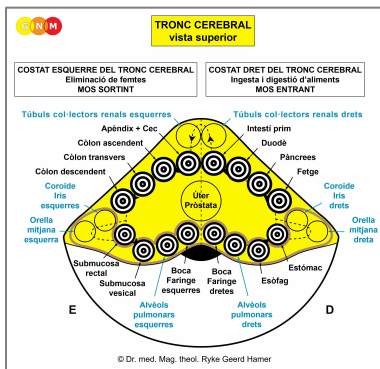 GNM
TRONC CEREBRAL
vista superior
COSTAT ESQUERRE DEL TRONC CEREBRAL
Eliminació de femtes
MOS SORTINT
COSTAT DRET DEL TRONC CEREBRAL
Ingesta i digestió d'aliments
MOS ENTRANT
Túbuls col·lectors renals esquerres
Túbuls col·lectors renals drets
Apèndix + Cec
Intestí prim
Còlon ascendent
Duodè
Còlon transvers
Pàncrees
Còlon descendent
Fetge
Coroide
Iris
esquerres
Coroide
Iris
drets
Úter
Pròstata
Orella
mitjana
esquerra
Orella
mitjana
dreta
Submucosa
rectal
Submucosa
vesical
Boca
Faringe
esquerres
Boca
Faringe
dretes
Estómac
Esòfag
Alvèols
pulmonars
esquerres
Alvèols
pulmonars
drets
E
D
© Dr. med. Mag. theol. Ryke Geerd Hamer